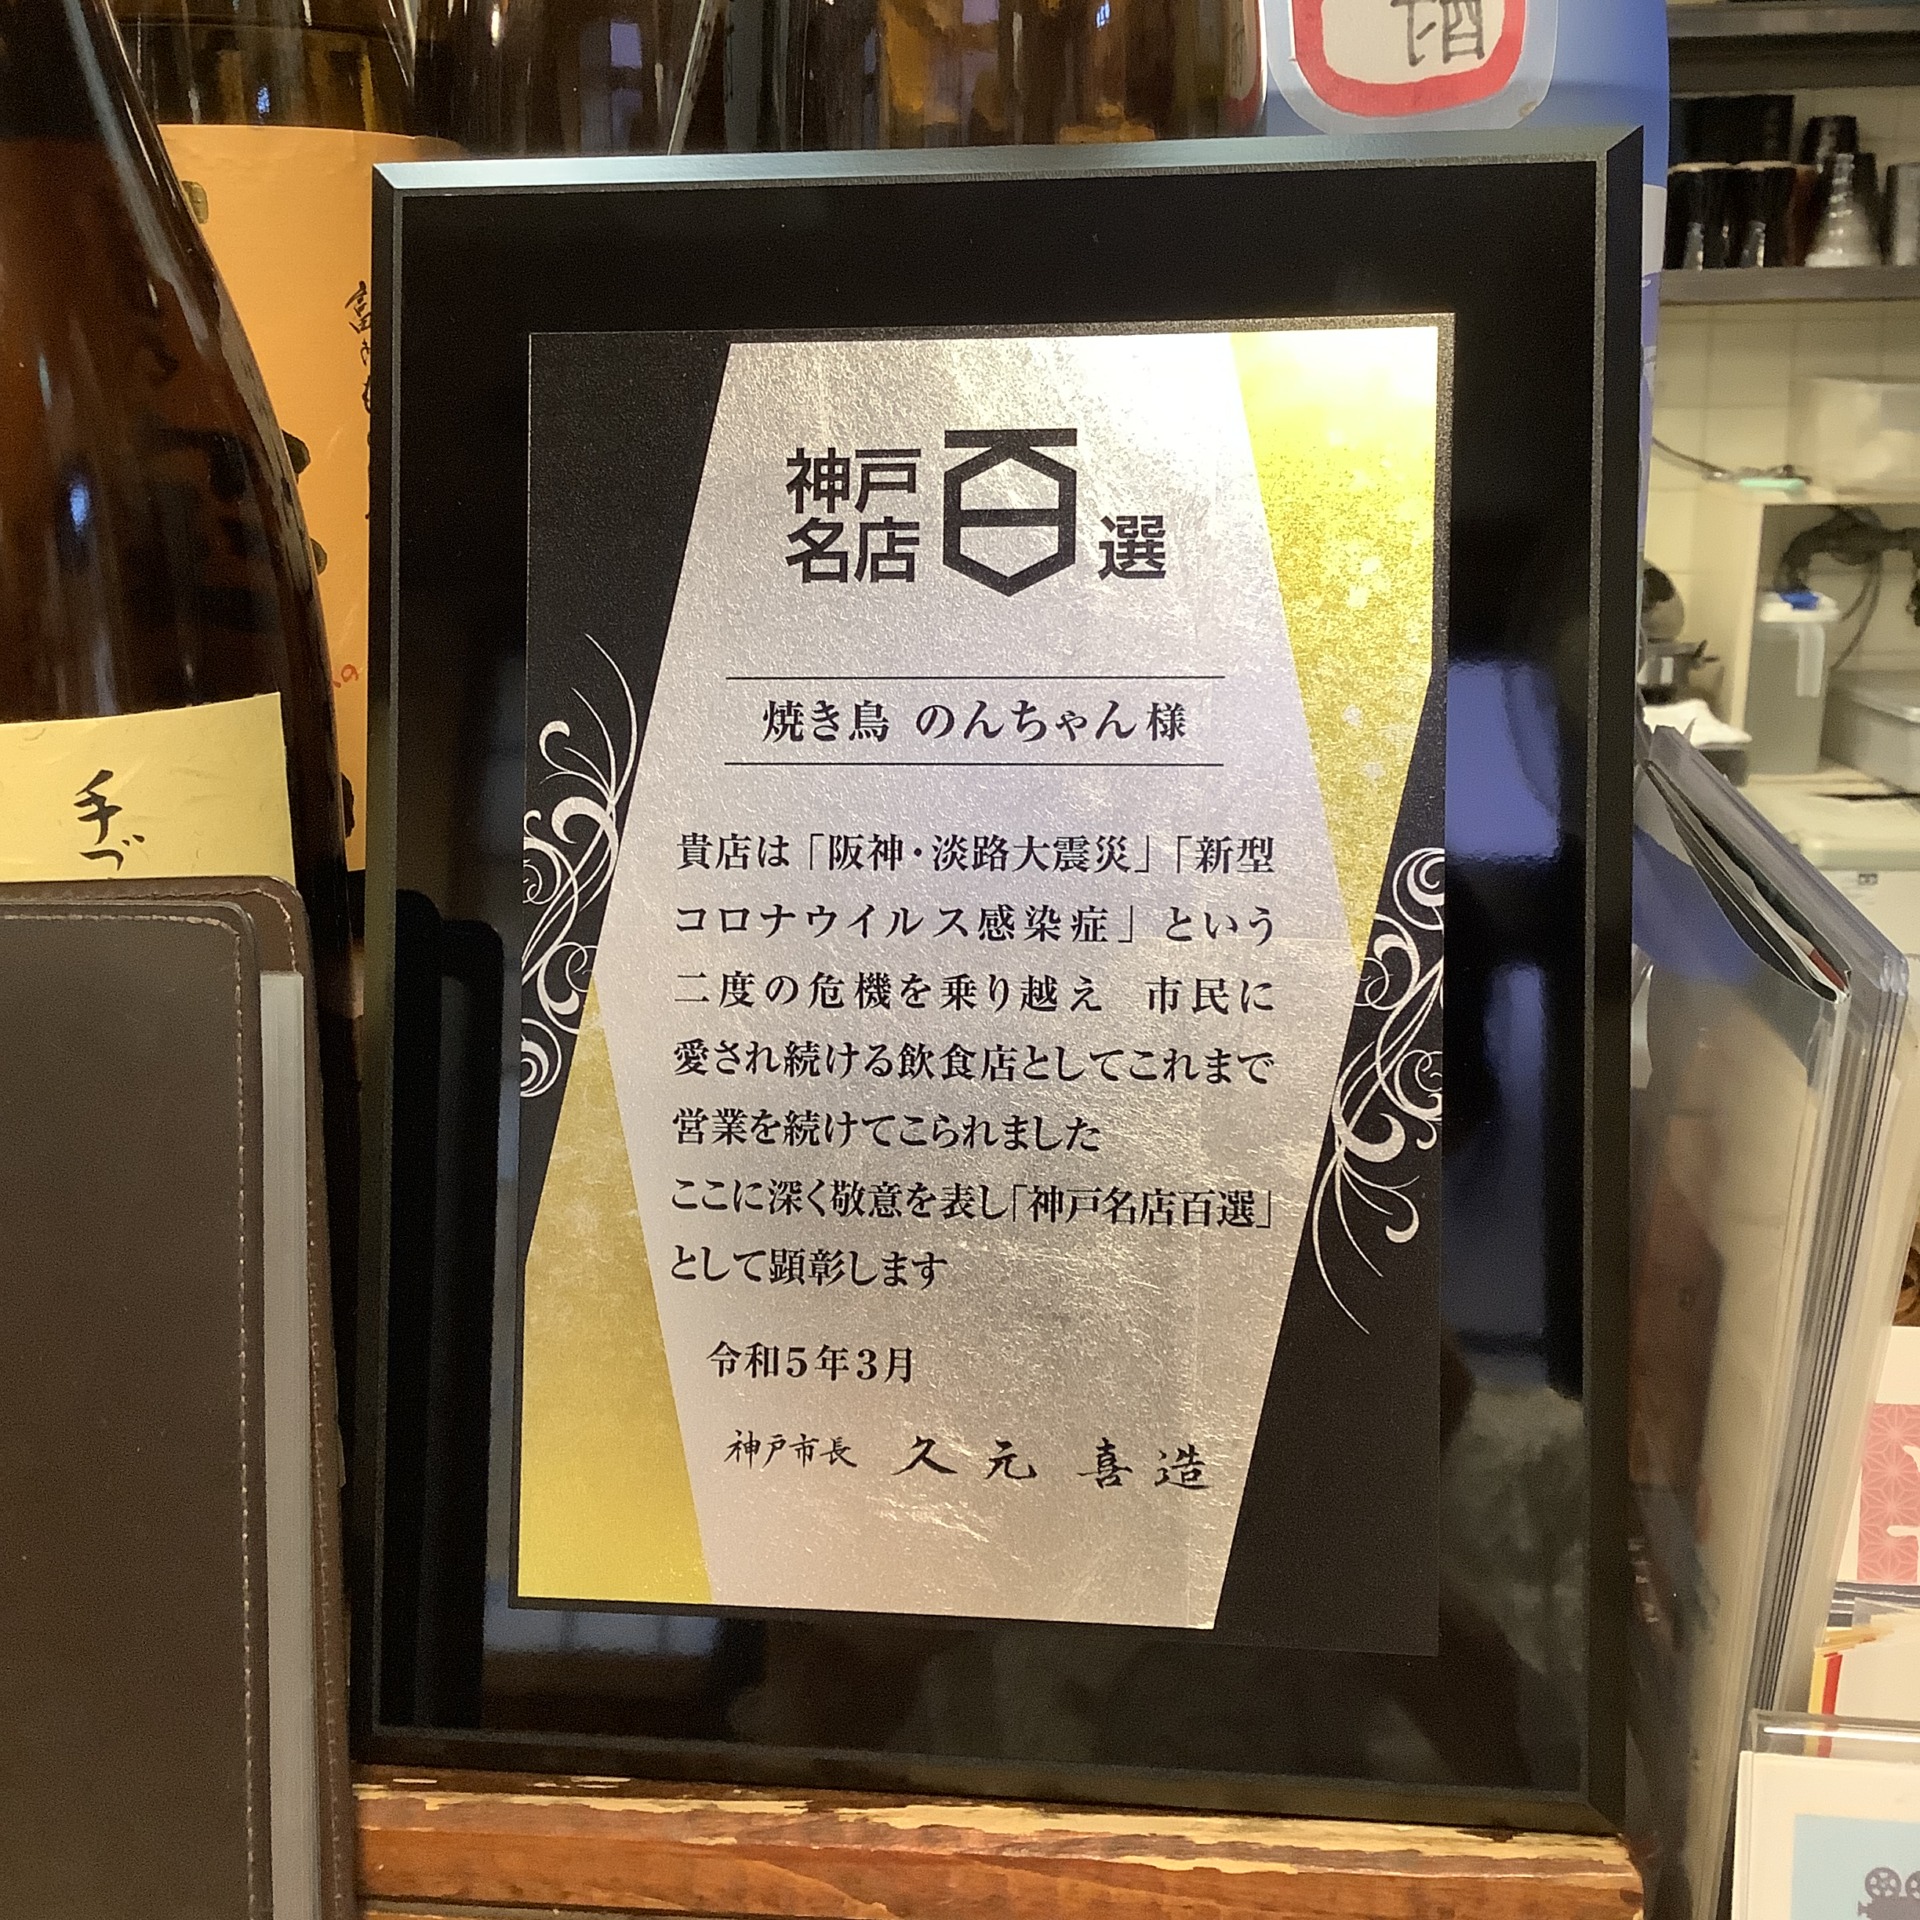 酒
手づ
神戸名店百選
焼き鳥 のんちゃん様
貴店は「阪神・淡路大震災」「新型
コロナウイルス感染症」という
二度の危機を乗り越え 市民に
愛され続ける飲食店としてこれまで
営業を続けてこられました
ここに深く敬意を表し「神戸名店百選」
として顕彰します
令和5年3月
神戸市長 久元 喜造